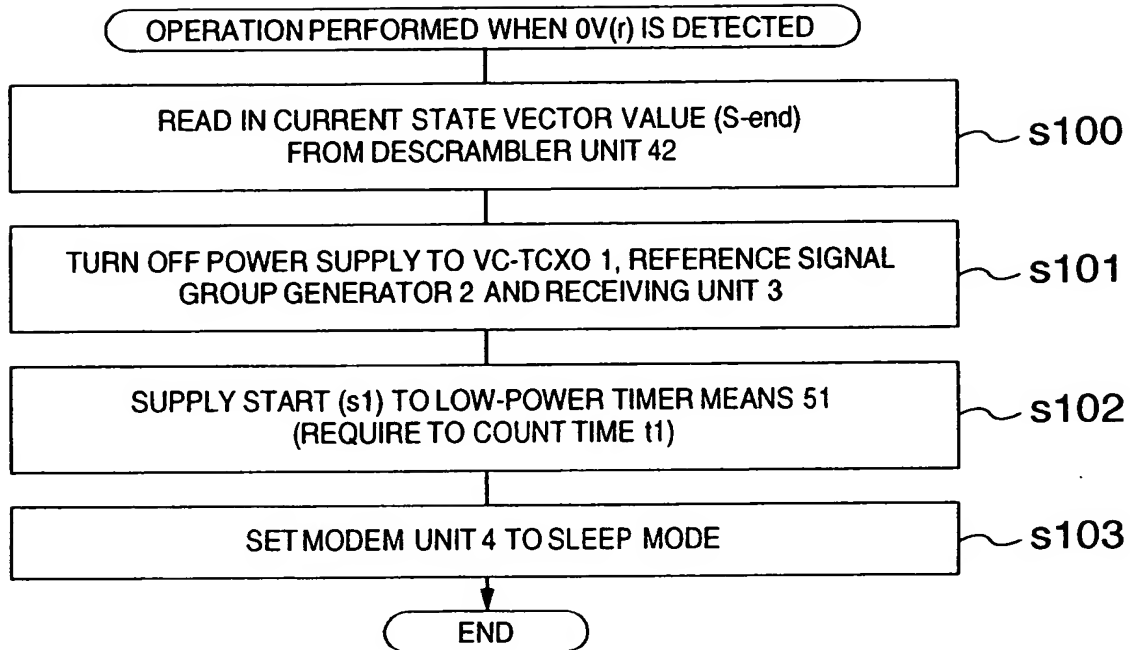 OPERATION PERFORMED WHEN 0V(r) IS DETECTED
READ IN CURRENT STATE VECTOR VALUE (S-end)
FROM DESCRAMBLER UNIT 42
s100
TURN OFF POWER SUPPLY TO VC-TCXO 1, REFERENCE SIGNAL
GROUP GENERATOR 2 AND RECEIVING UNIT 3
s101
SUPPLY START (s1) TO LOW-POWER TIMER MEANS 51
(REQUIRE TO COUNT TIME t1)
s102
SET MODEM UNIT 4 TO SLEEP MODE
s103
END